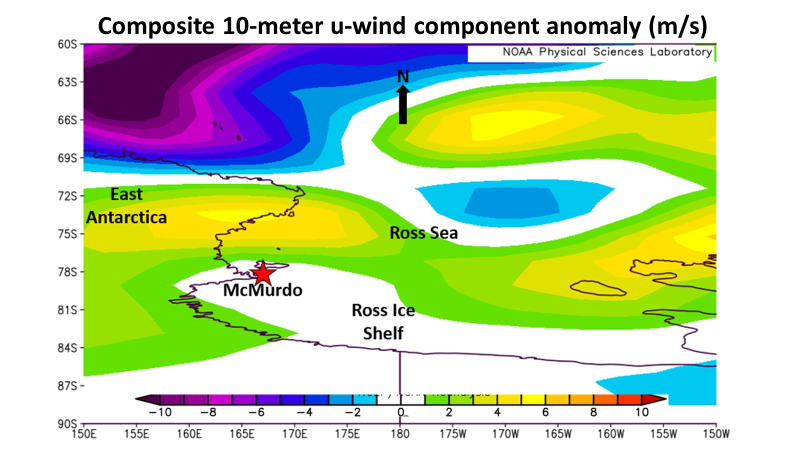 Composite 10-meter u-wind component anomaly (m/s)
NOAA Physical Sciences Laboratory
60S
63S
66S
69S
72S
75S
78S
81S
84S
87S
90S
N
East
Antarctica
Ross Sea
McMurdo
Ross Ice
Shelf
−10 −8 −6 −4 −2 0 2 4 6 8 10
150E 155E 160E 165E 170E 175E 180 175W 170W 165W 160W 155W 150W